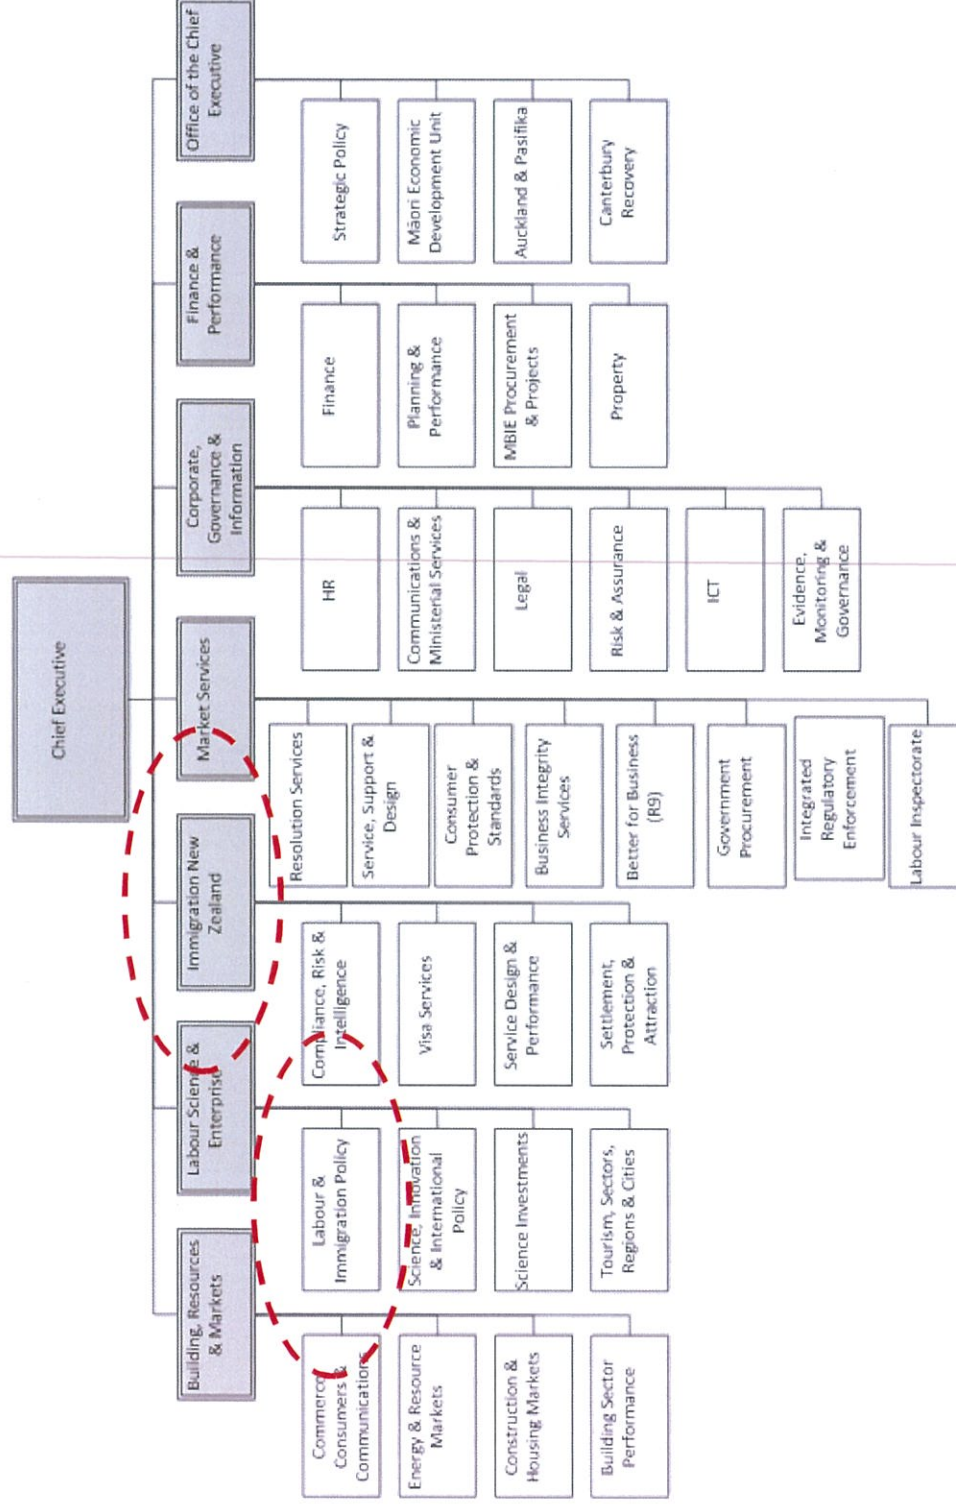 Chief Executive
Building, Resources
& Markets
Labour Science &
Enterprise
Immigration New
Zealand
Market Services
Corporate,
Governance &
Information
Finance &
Performance
Office of the Chief
Executive
Commerce
Consumers &
Communications
Energy & Resource
Markets
Construction &
Housing Markets
Building Sector
Performance
Labour &
Immigration Policy
Science, Innovation
& International
Policy
Science Investments
Tourism, Sectors,
Regions & Cities
Compliance, Risk &
Intelligence
Visa Services
Service Design &
Performance
Settlement,
Protection &
Attraction
Resolution Services
Service, Support &
Design
Consumer
Protection &
Standards
Business Integrity
Services
Better for Business
(R9)
Government
Procurement
Integrated
Regulatory
Enforcement
Labour Inspectorate
HR
Communications &
Ministerial Services
Legal
Risk & Assurance
ICT
Evidence,
Monitoring &
Governance
Finance
Planning &
Performance
MBIE Procurement
& Projects
Property
Strategic Policy
Māori Economic
Development Unit
Auckland & Pasifika
Canterbury
Recovery